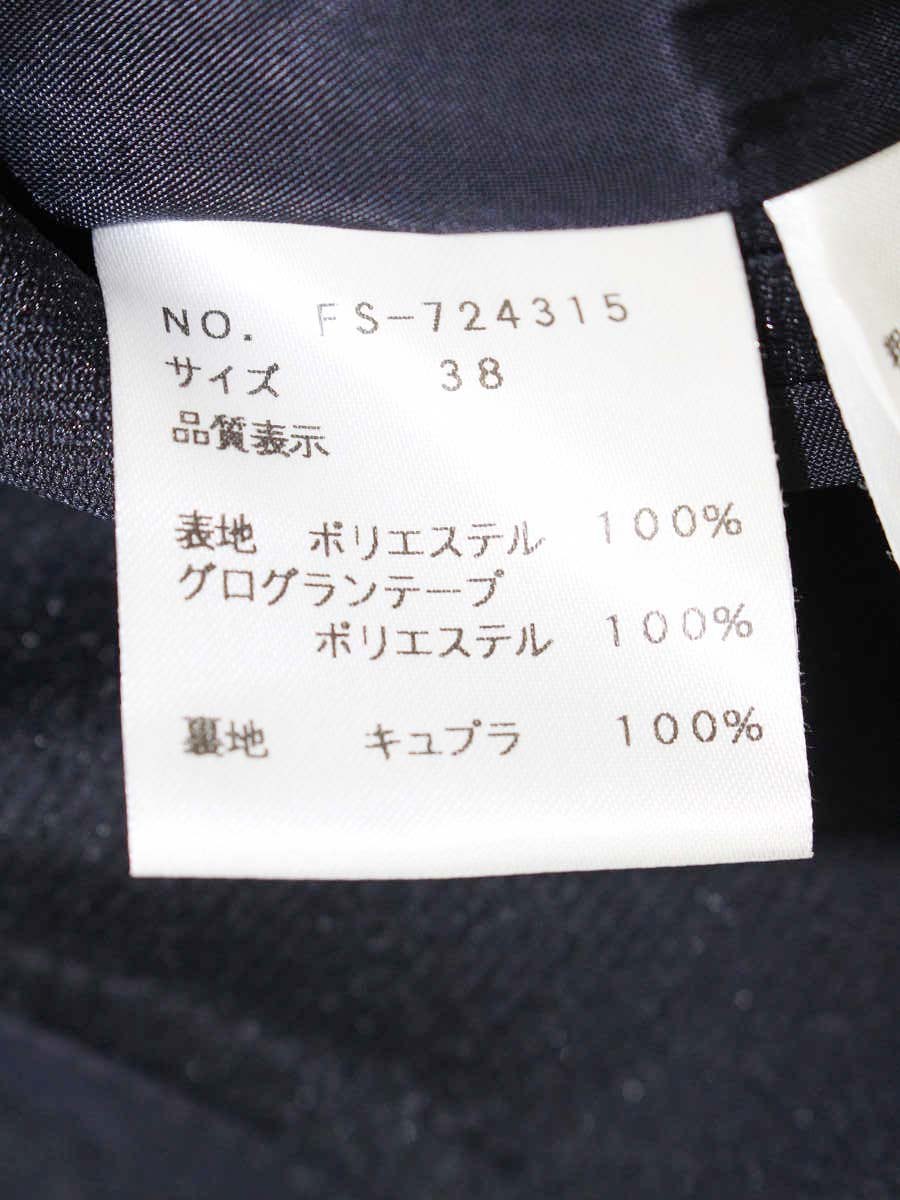 NO. FS-724315
サイズ 38
品質表示
表地 ポリエステル 100%
グログランテープ
ポリエステル 100%
裏地 キュプラ 100%